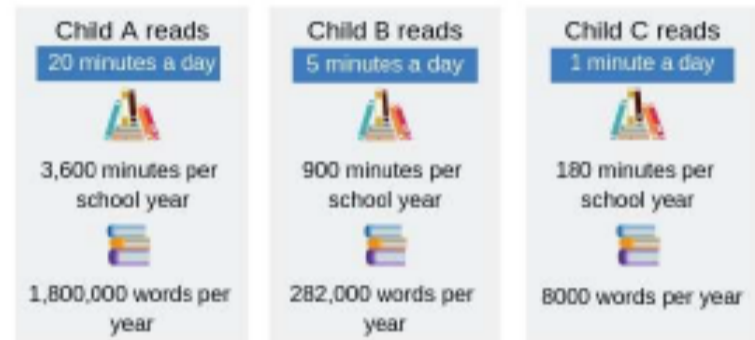 Child A reads
20 minutes a day
3,600 minutes per
school year
1,800,000 words per
year
Child B reads
5 minutes a day
900 minutes per
school year
282,000 words per
year
Child C reads
1 minute a day
180 minutes per
school year
8000 words per year